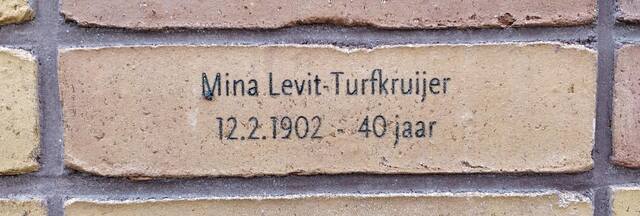 Mina Levit-Turfkruijer
12.2.1902 - 40 jaar